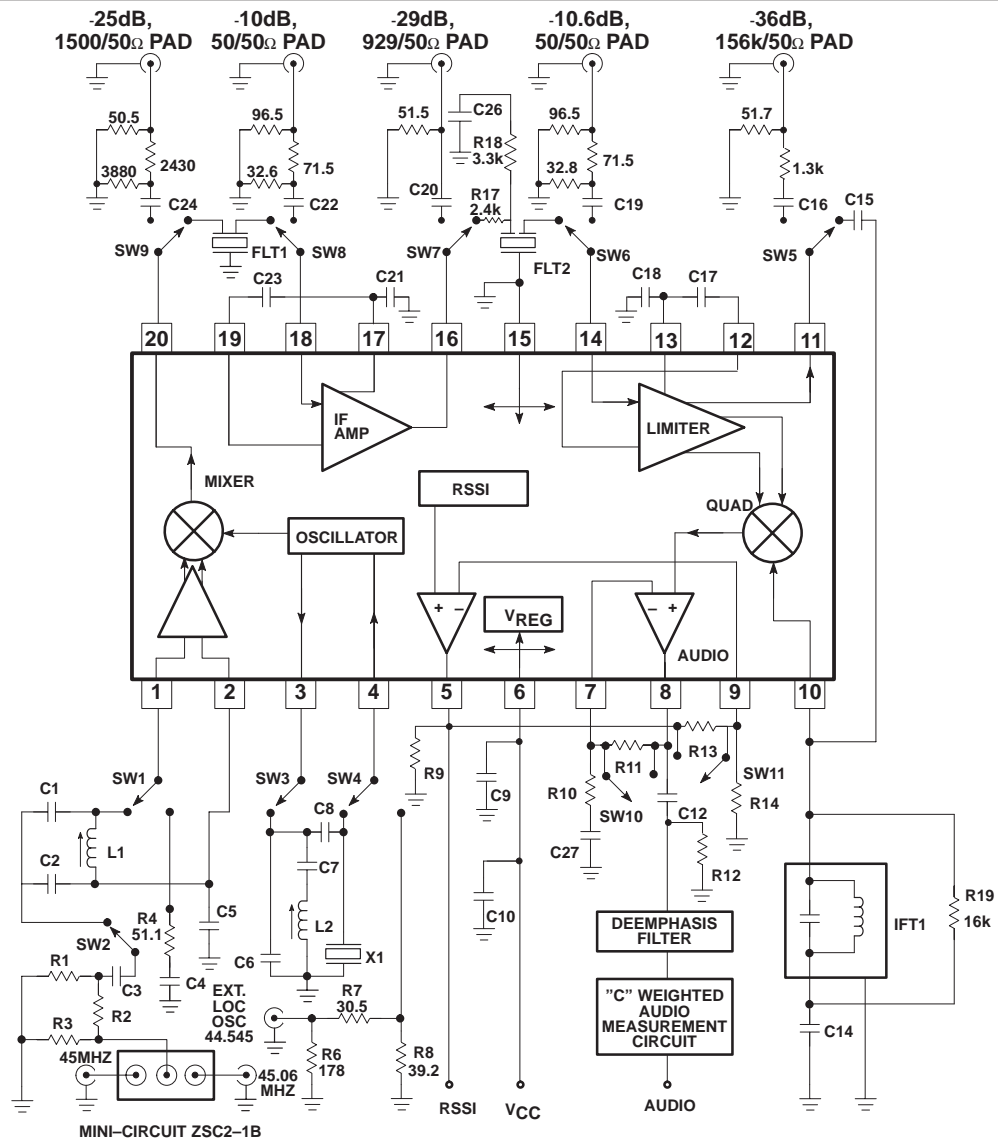 -25dB,
1500/50Ω PAD
-10dB,
50/50Ω PAD
-29dB,
929/50Ω PAD
-10.6dB,
50/50Ω PAD
-36dB,
156k/50Ω PAD
50.5
2430
3880
C24
96.5
71.5
32.6
C22
51.5
C20
C26
R18
3.3k
R17
2.4k
96.5
71.5
32.8
C19
51.7
1.3k
C16
C15
SW9
FLT1
SW8
SW7
FLT2
SW6
SW5
C23
C21
C18
C17
20
19
18
17
16
15
14
13
12
11
IF
AMP
LIMITER
MIXER
RSSI
QUAD
OSCILLATOR
+ –
VREG
– +
AUDIO
1
2
3
4
5
6
7
8
9
10
SW1
C1
L1
C2
SW2
R4
51.1
C5
C4
R1
C3
R2
R3
45MHZ
45.06
MHZ
MINI–CIRCUIT ZSC2–1B
SW3
SW4
C8
C7
L2
C6
X1
EXT.
LOC
OSC
44.545
R7
30.5
R6
178
R8
39.2
R9
C9
C10
RSSI
VCC
R11
R10
SW10
C27
R13
SW11
R14
C12
R12
DEEMPHASIS
FILTER
"C" WEIGHTED
AUDIO
MEASUREMENT
CIRCUIT
AUDIO
R19
16k
IFT1
C14